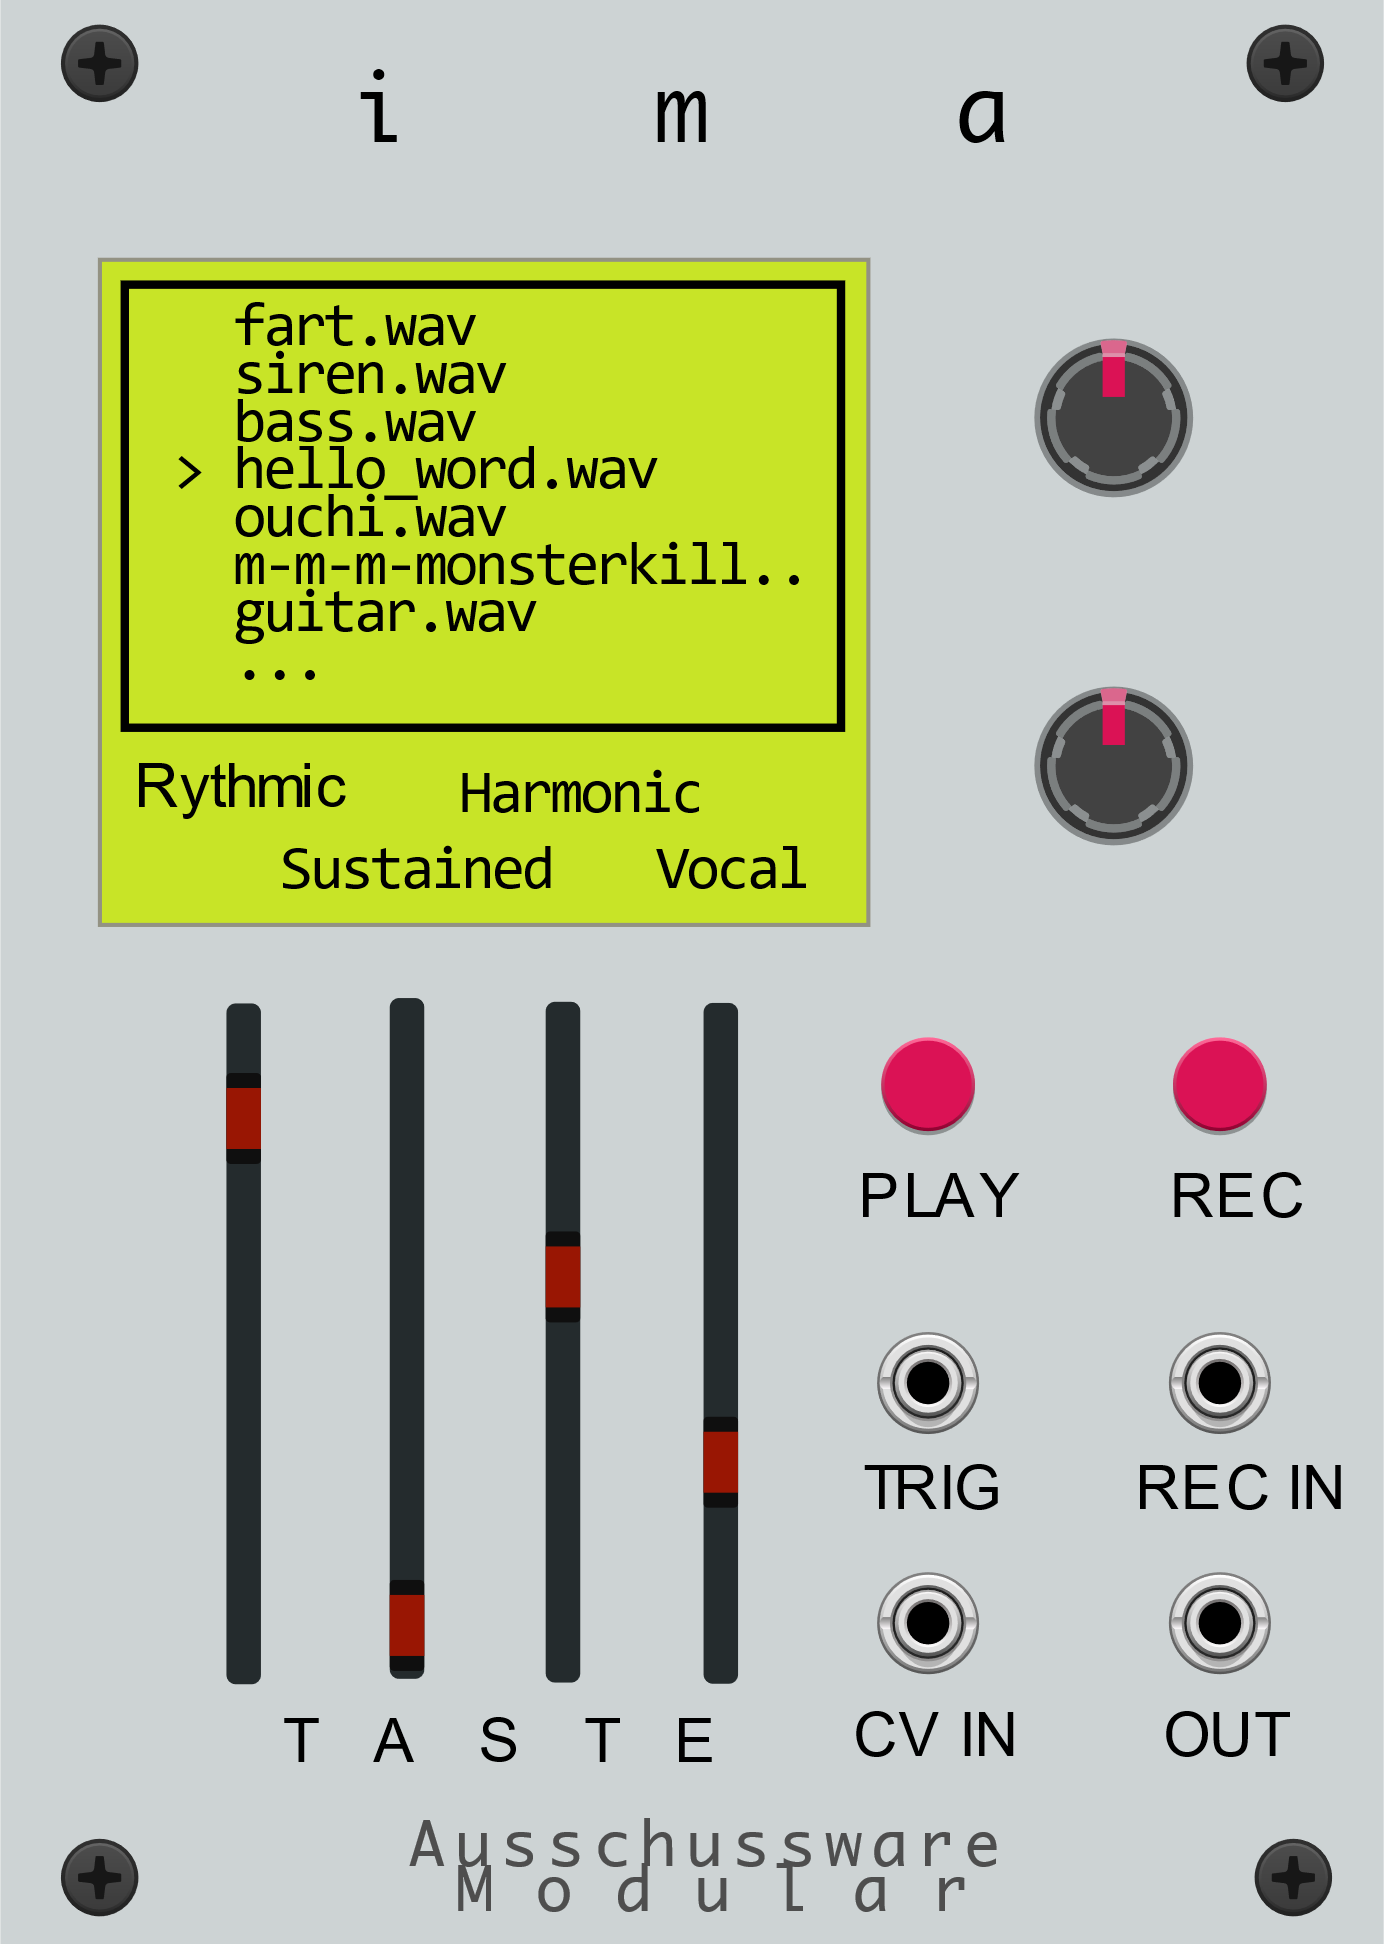 i m a
fart.wav
siren.wav
bass.wav
> hello_word.wav
ouchi.wav
m-m-m-monsterkill..
guitar.wav
...
Rythmic Harmonic
Sustained Vocal
PLAY REC
TRIG REC IN
T A S T E
CV IN OUT
Ausschussware
Modular